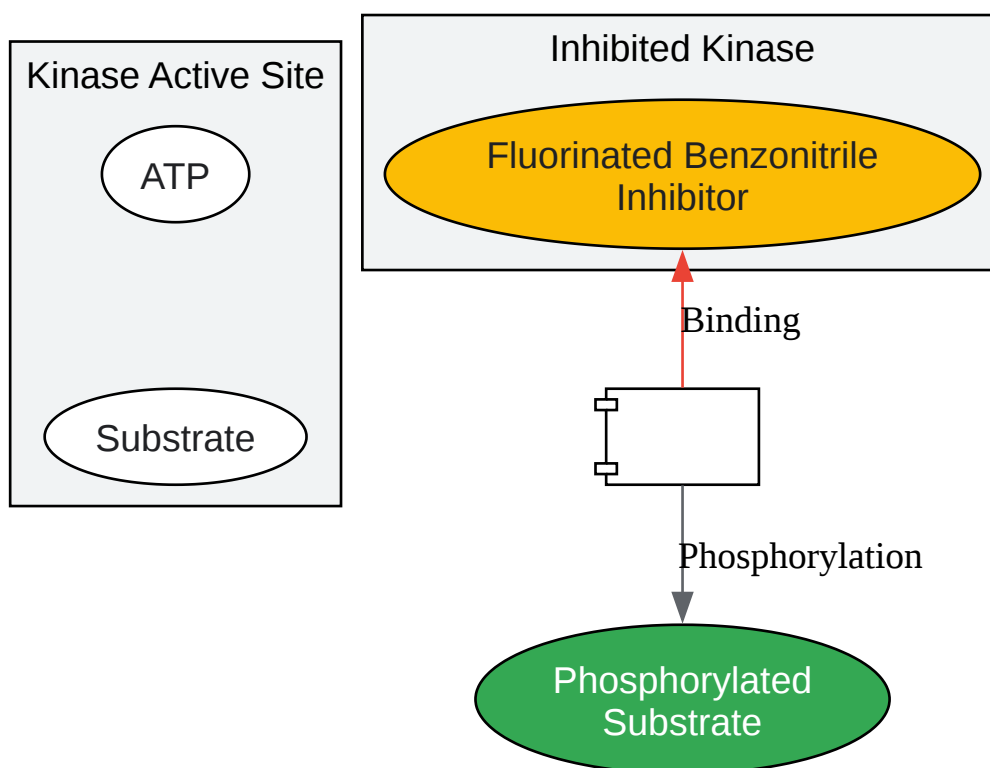 Kinase Active Site
ATP
Substrate
Inhibited Kinase
Fluorinated Benzonitrile
Inhibitor
Binding
Phosphorylation
Phosphorylated
Substrate